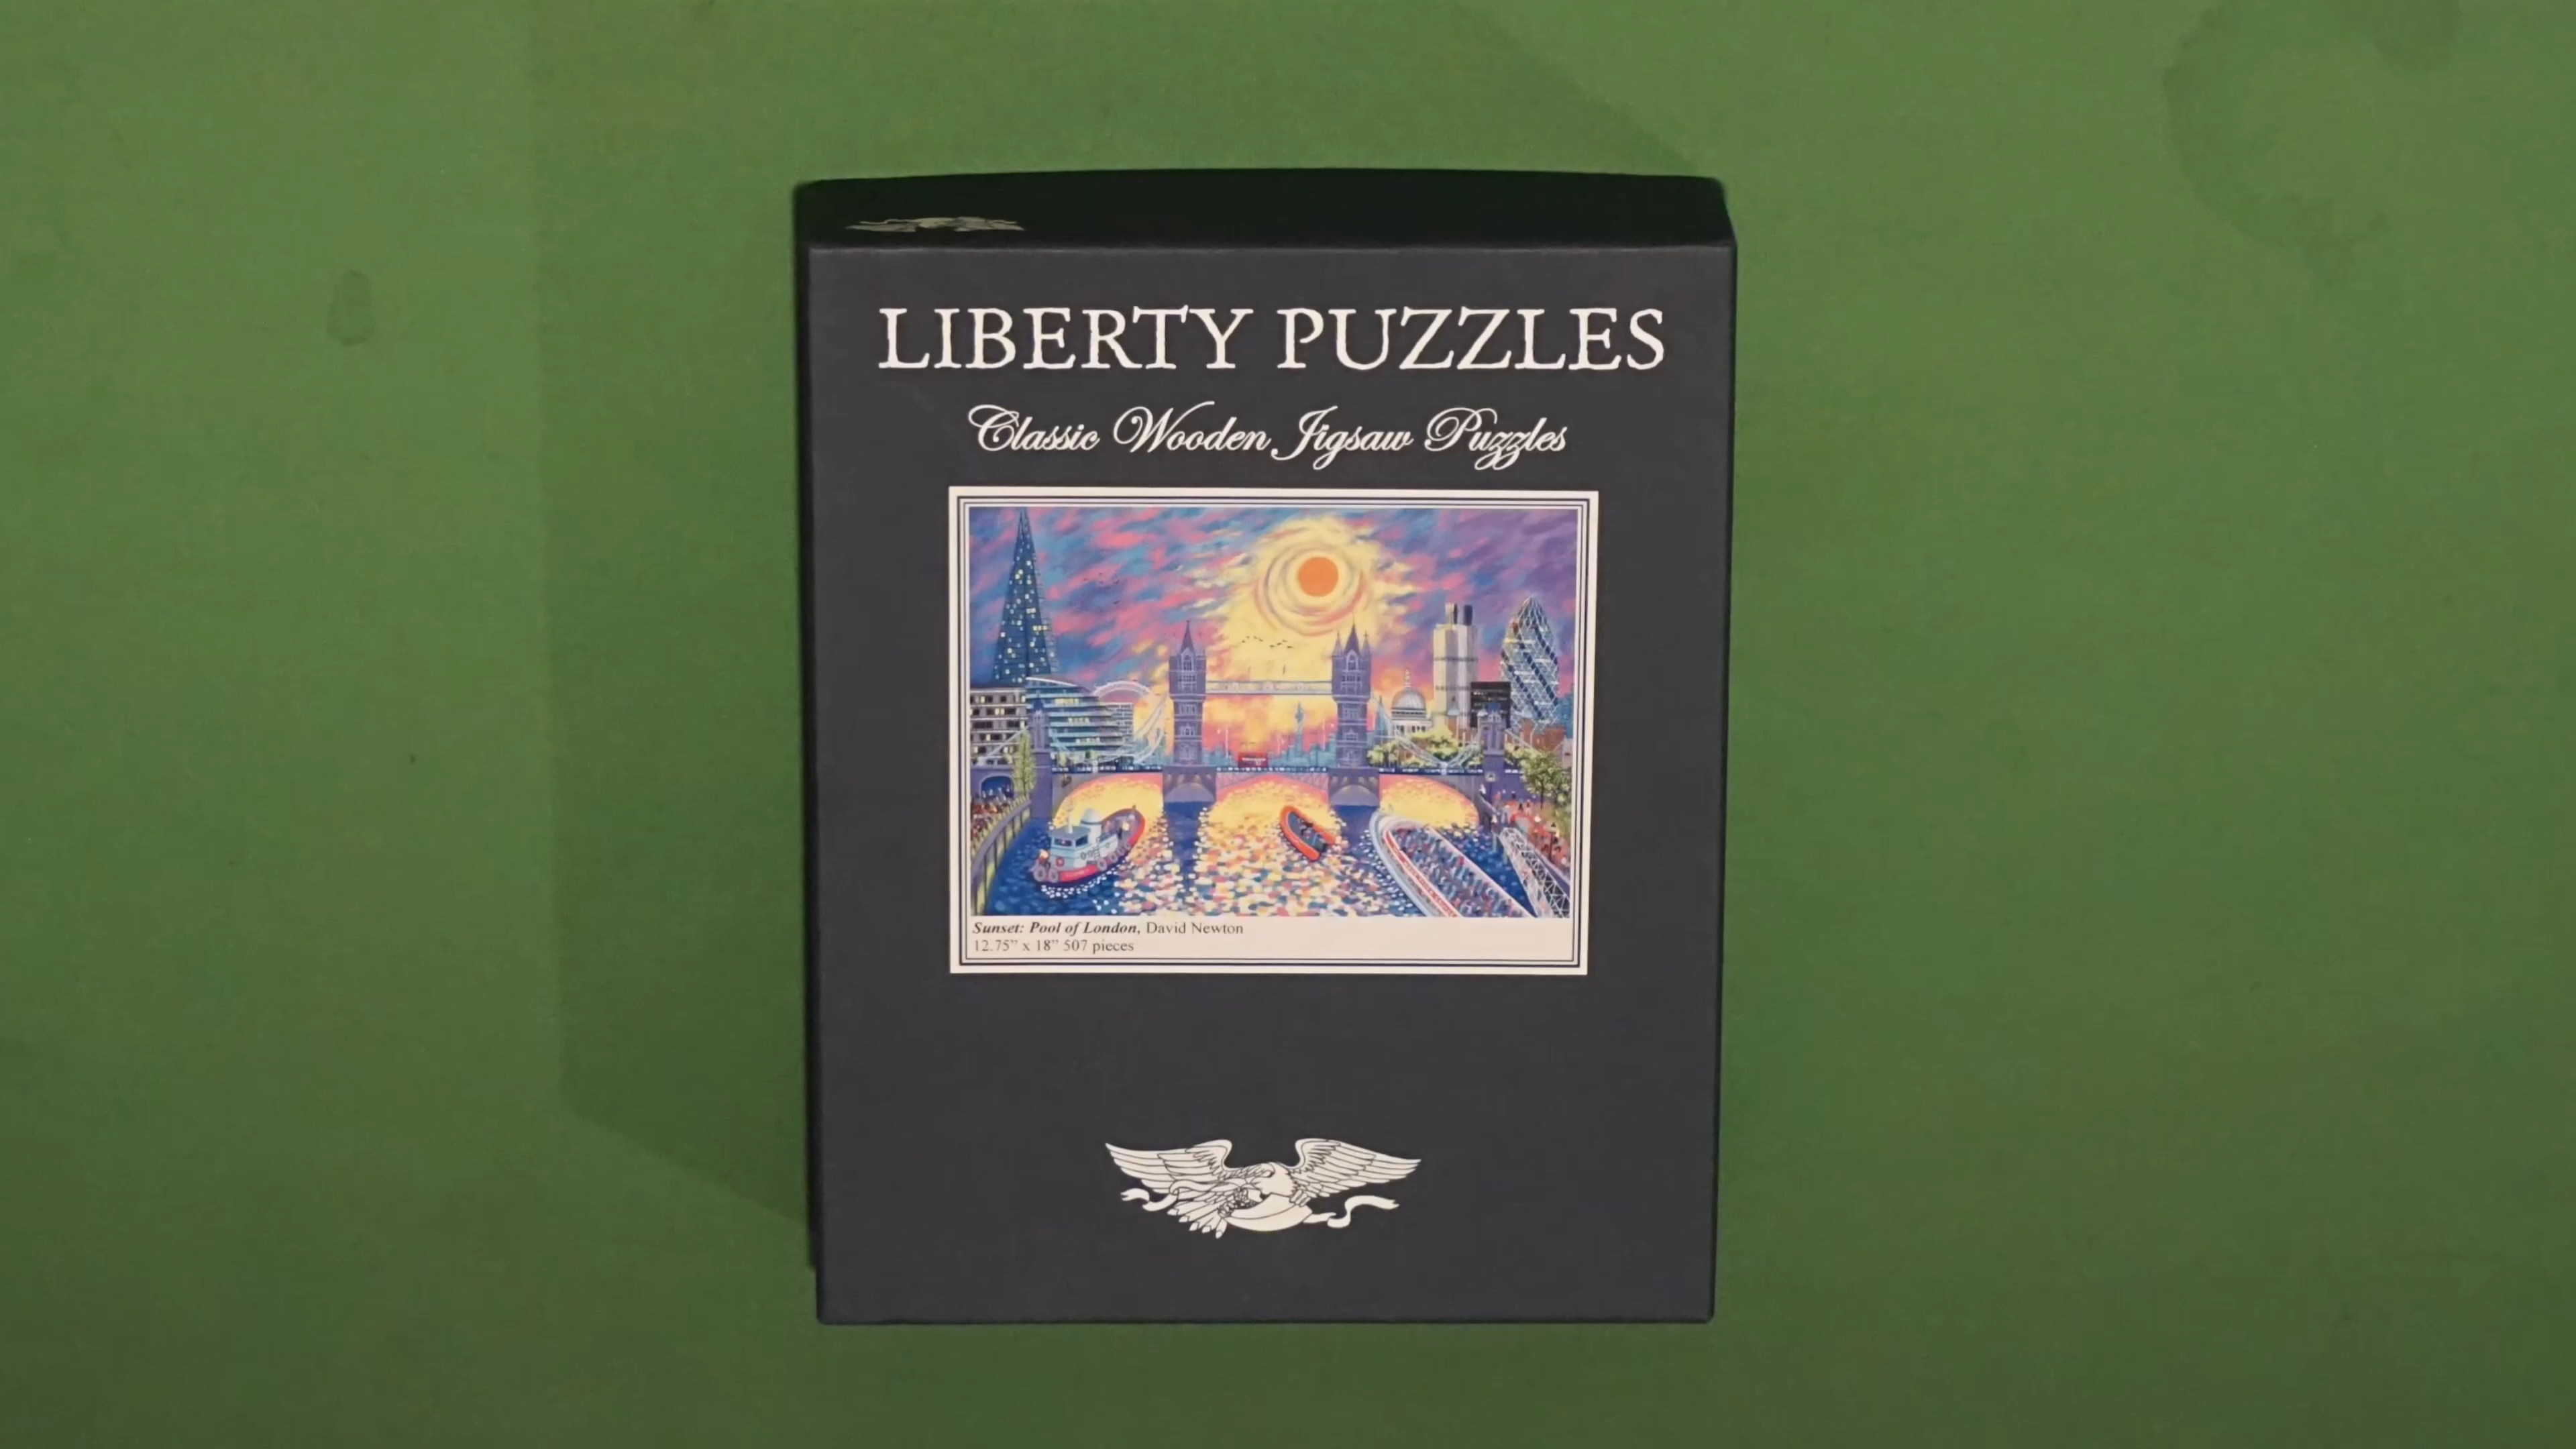 LIBERTY PUZZLES
Classic Wooden Jigsaw Puzzles
Sunset: Pool of London, David Newton
12.75” x 18” 507 pieces